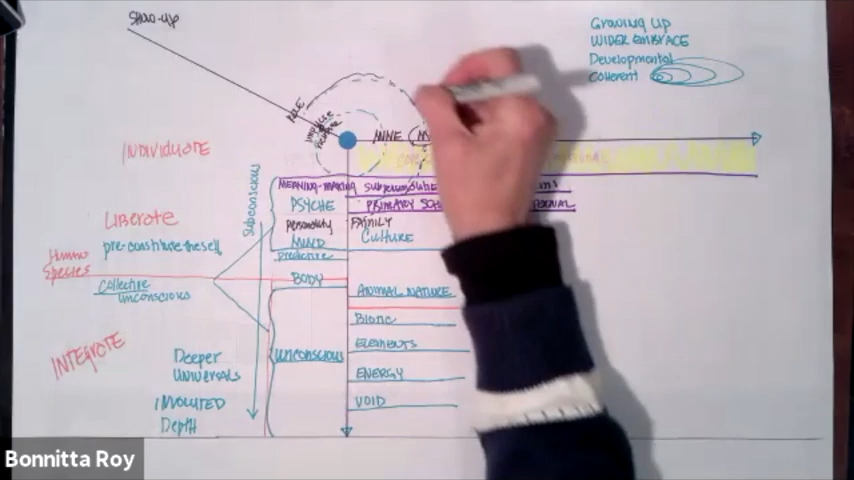 SHOW-UP
Growing Up
WIDER EMBRACE
Developmental
Coherent
ROLE
MINE
INDIVIDUATE
MEANING-MAKING
PSYCHE
PRIMARY
Subconscious
Personality
FAMILY
LIBERATE
pre-constitute the self
MIND
CULTURE
Predictive
Human
Species
BODY
Collective
Unconscious
ANIMAL NATURE
BIOTIC
INTEGRATE
ELEMENTS
Deeper
Universals
UNCONSCIOUS
ENERGY
INVOLUTED
Depth
VOID
Bonnitta Roy